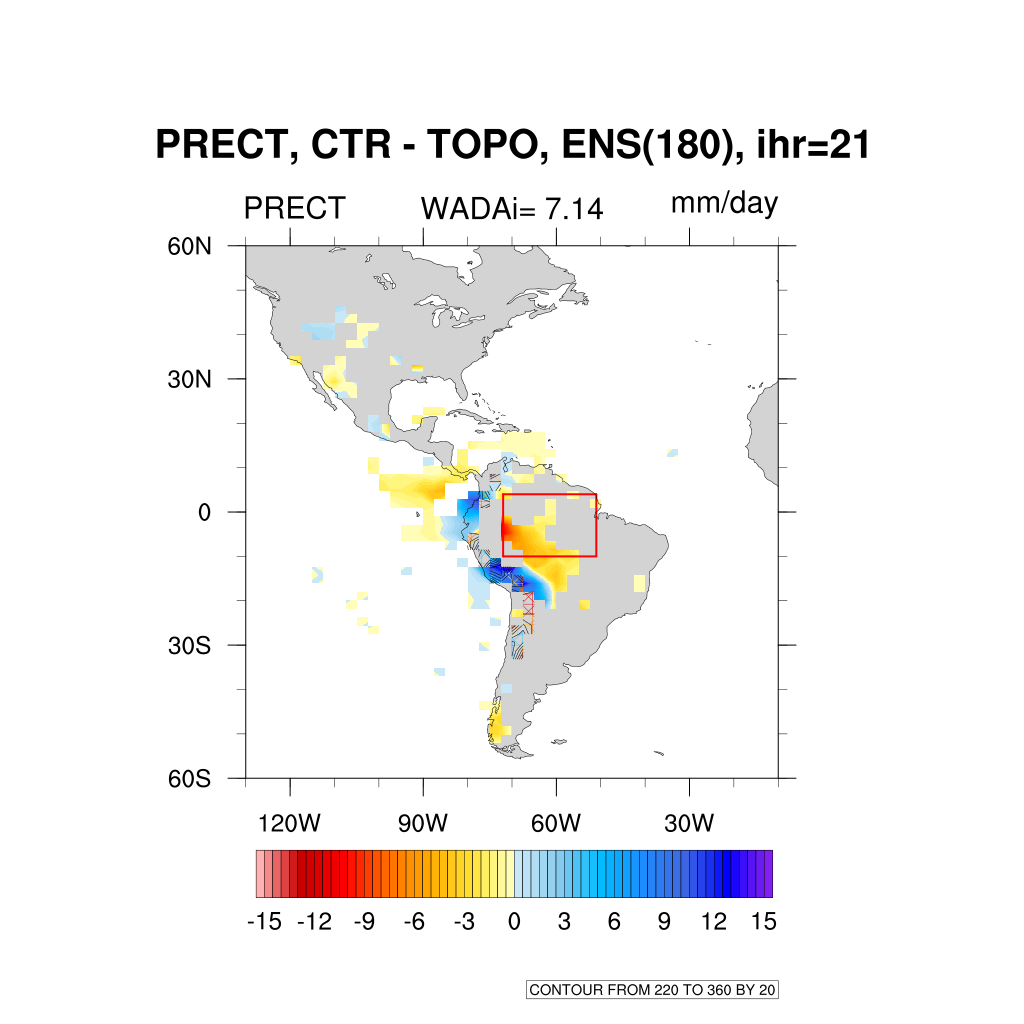 PRECT, CTR - TOPO, ENS(180), ihr=21
PRECT WADAi= 7.14 mm/day
60N
30N
0
30S
60S
120W 90W 60W 30W
-15 -12 -9 -6 -3 0 3 6 9 12 15
CONTOUR FROM 220 TO 360 BY 20